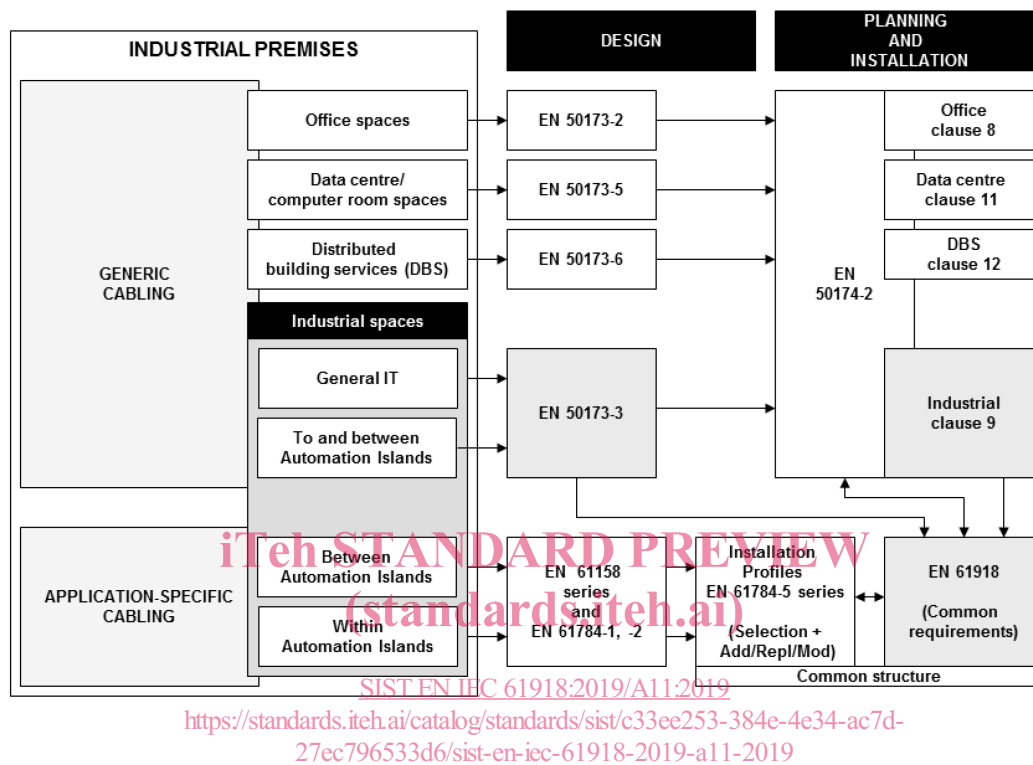 INDUSTRIAL PREMISES
DESIGN
PLANNING
AND
INSTALLATION
GENERIC
CABLING
Office spaces
EN 50173-2
Office
clause 8
Data centre/
computer room spaces
EN 50173-5
Data centre
clause 11
Distributed
building services (DBS)
EN 50173-6
DBS
clause 12
EN
50174-2
Industrial spaces
General IT
To and between
Automation Islands
EN 50173-3
Industrial
clause 9
APPLICATION-SPECIFIC
CABLING
Between
Automation Islands
Within
Automation Islands
EN 61158
series
and
EN 61784-1, -2
Installation
Profiles
EN 61784-5 series
(Selection +
Add/Repl/Mod)
EN 61918
(Common
requirements)
Common structure
iTeh STANDARD PREVIEW
(standards.iteh.ai)
SIST EN IEC 61918:2019/A11:2019
https://standards.iteh.ai/catalog/standards/sist/c33ee253-384e-4e34-ac7d-
27ec796533d6/sist-en-iec-61918-2019-a11-2019